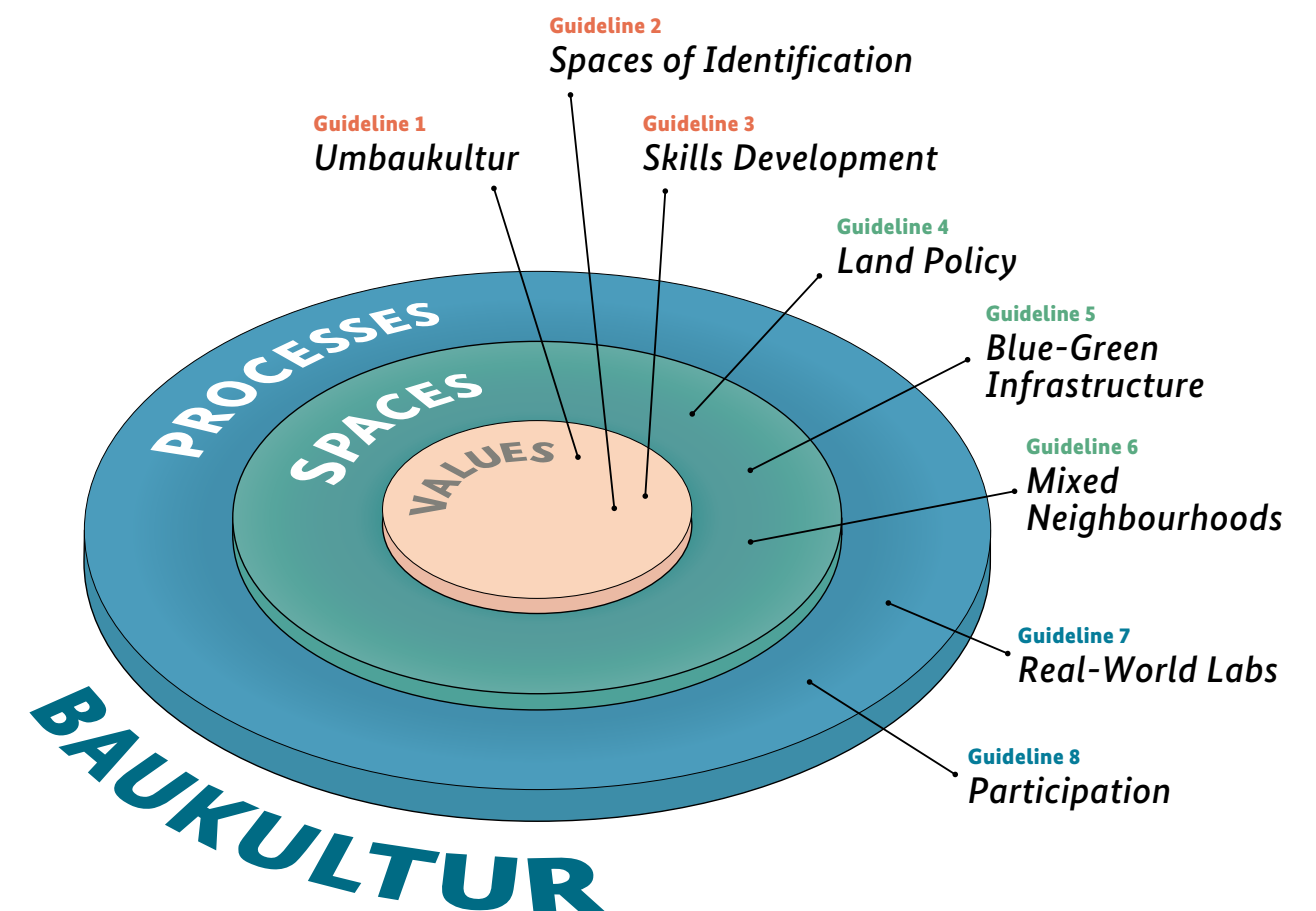 Guideline 2
Spaces of Identification
Guideline 1
Umbaukultur
Guideline 3
Skills Development
Guideline 4
Land Policy
Guideline 5
Blue-Green
Infrastructure
Guideline 6
Mixed
Neighbourhoods
Guideline 7
Real-World Labs
Guideline 8
Participation
PROCESSES
SPACES
VALUES
BAUKULTUR